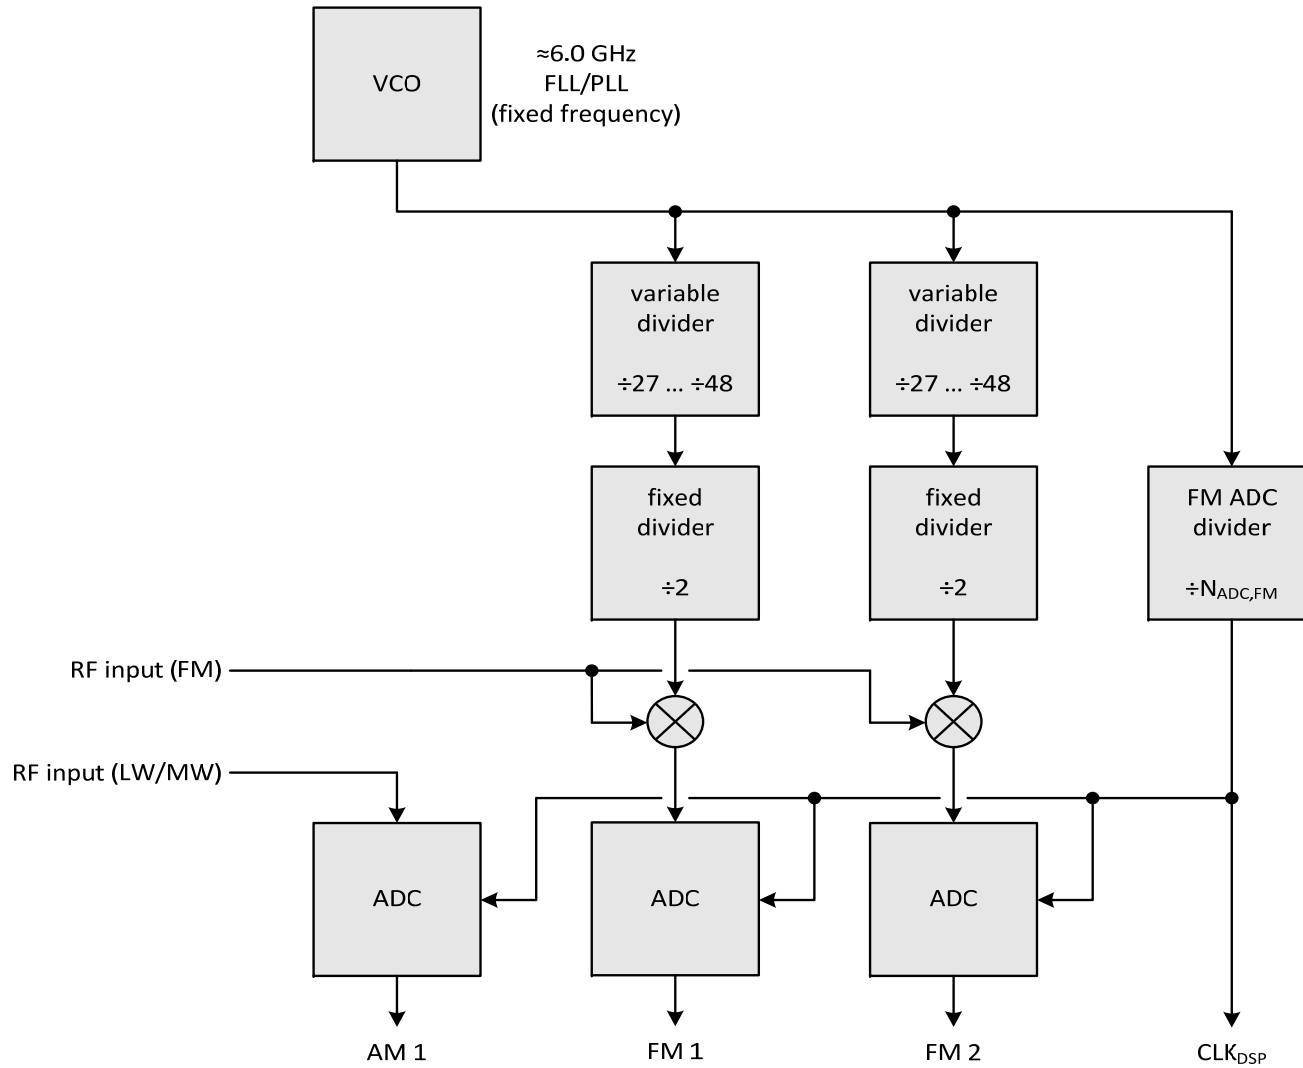 VCO
≈6.0 GHz
FLL/PLL
(fixed frequency)
variable
divider
÷27 ... ÷48
variable
divider
÷27 ... ÷48
fixed
divider
÷2
fixed
divider
÷2
FM ADC
divider
÷N_ADC,FM
RF input (FM)
RF input (LW/MW)
ADC
ADC
ADC
AM 1
FM 1
FM 2
CLK_DSP